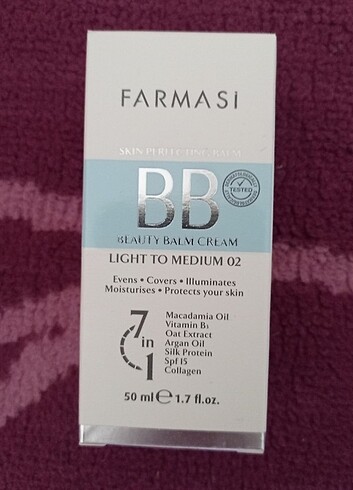 FARMASi
SKIN PERFECTING BALM
BB
TESTED
BEAUTY BALM CREAM
LIGHT TO MEDIUM 02
Evens • Covers • Illuminates
Moisturises • Protects your skin
7 in 1
Macadamia Oil
Vitamin B₃
Oat Extract
Argan Oil
Silk Protein
Spf 15
Collagen
50 ml ℮ 1.7 fl.oz.